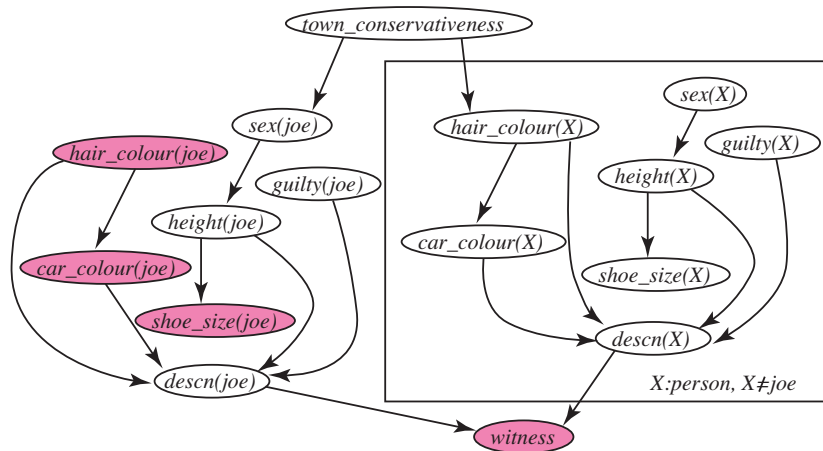 town_conservativeness
sex(X)
sex(joe)
hair_colour(X)
guilty(X)
hair_colour(joe)
guilty(joe)
height(X)
height(joe)
car_colour(X)
car_colour(joe)
shoe_size(X)
shoe_size(joe)
descn(X)
descn(joe)
X:person, X≠joe
witness